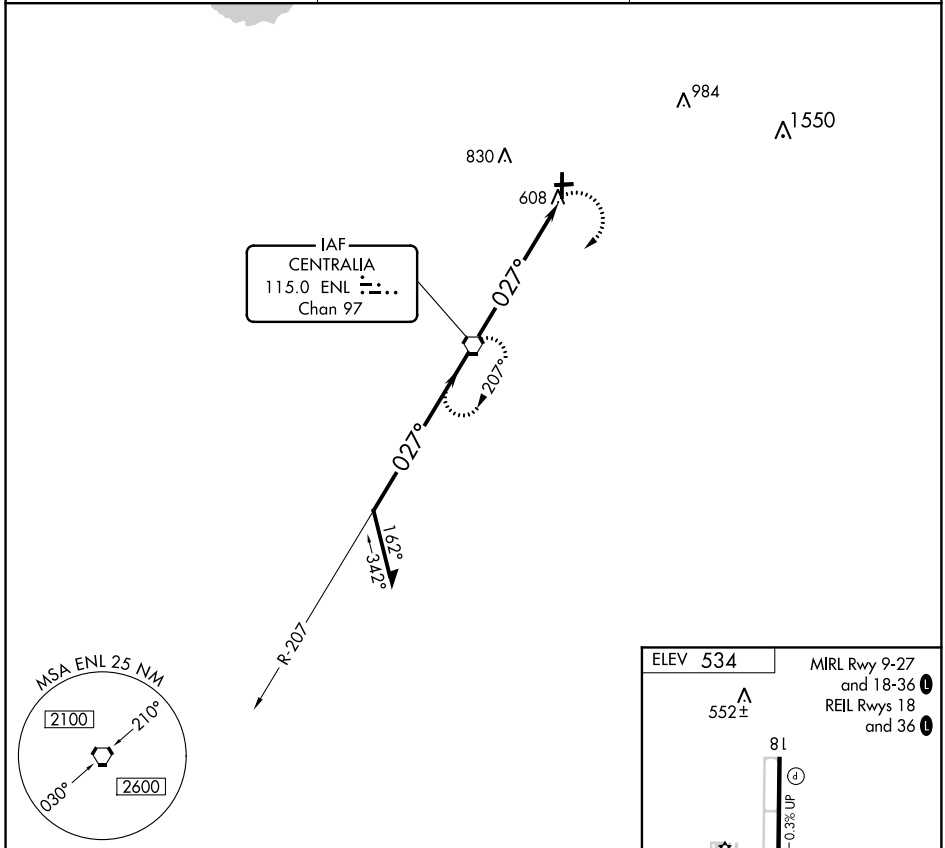 984
1550
830
608
IAF
CENTRALIA
115.0 ENL
Chan 97
027°
207°
027°
162°
342°
R-207
MSA ENL 25 NM
2100
210°
030°
2600
ELEV 534
MIRL Rwy 9-27
and 18-36 L
REIL Rwys 18
and 36 L
552±
18
P
0.3% UP